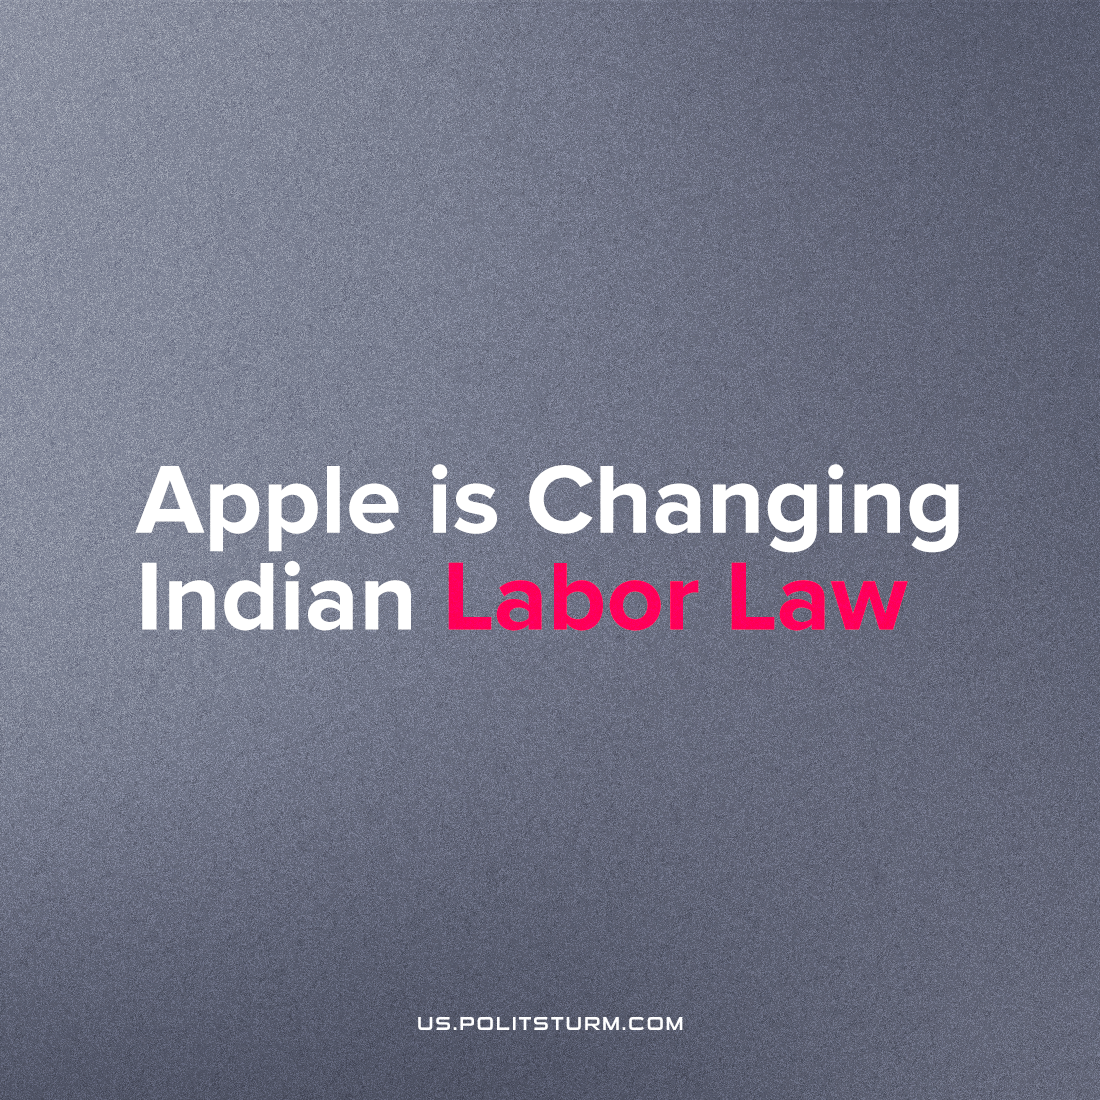 Apple is Changing
Indian Labor Law
US.POLITSTURM.COM